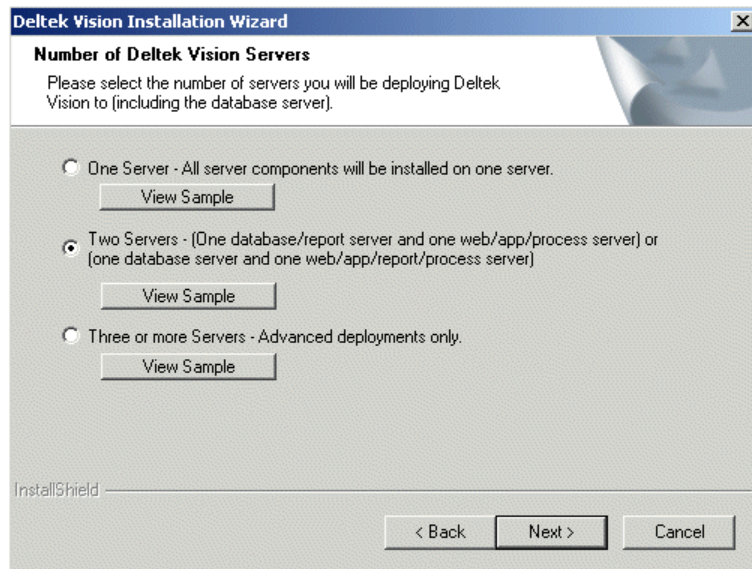 Deltek Vision Installation Wizard
Number of Deltek Vision Servers
Please select the number of servers you will be deploying Deltek
Vision to (including the database server).
One Server - All server components will be installed on one server.
View Sample
Two Servers - (One database/report server and one web/app/process server) or
(one database server and one web/app/report/process server)
View Sample
Three or more Servers - Advanced deployments only.
View Sample
InstallShield
< Back
Next >
Cancel